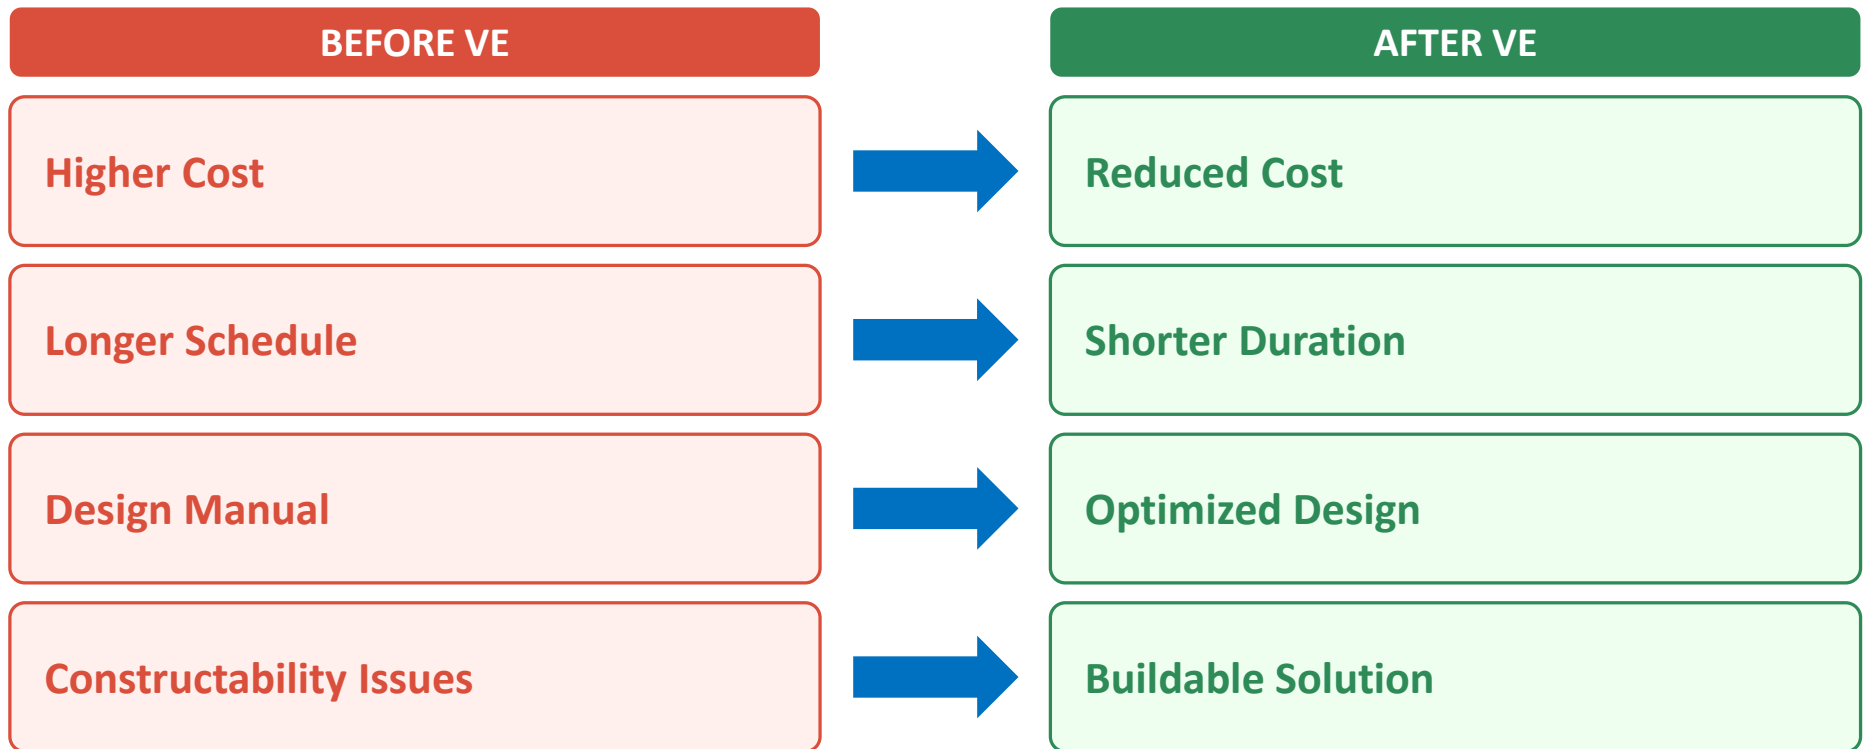 BEFORE VE
AFTER VE
Higher Cost
Reduced Cost
Longer Schedule
Shorter Duration
Design Manual
Optimized Design
Constructability Issues
Buildable Solution